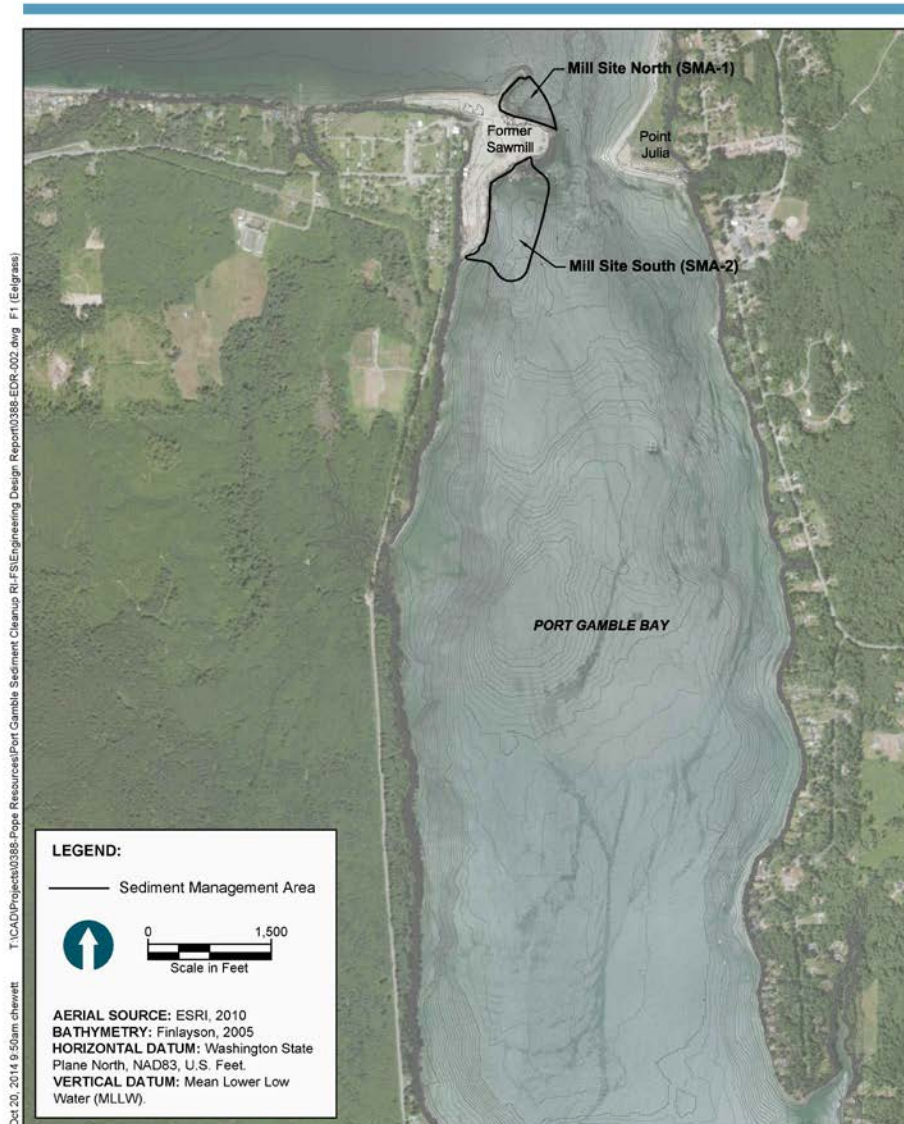 Mill Site North (SMA-1)
Former
Sawmill
Point
Julia
Mill Site South (SMA-2)
PORT GAMBLE BAY
LEGEND:
Sediment Management Area
0 1,500
Scale in Feet
AERIAL SOURCE: ESRI, 2010
BATHYMETRY: Finlayson, 2005
HORIZONTAL DATUM: Washington State
Plane North, NAD83, U.S. Feet.
VERTICAL DATUM: Mean Lower Low
Water (MLLW).
Oct 20, 2014 9:50am chewett T:\CAD\Projects\0388-Pope Resources\Port Gamble Sediment Cleanup RI-FS\Engineering Design Report\0388-EDR-002.dwg F1 (Eelgrass)